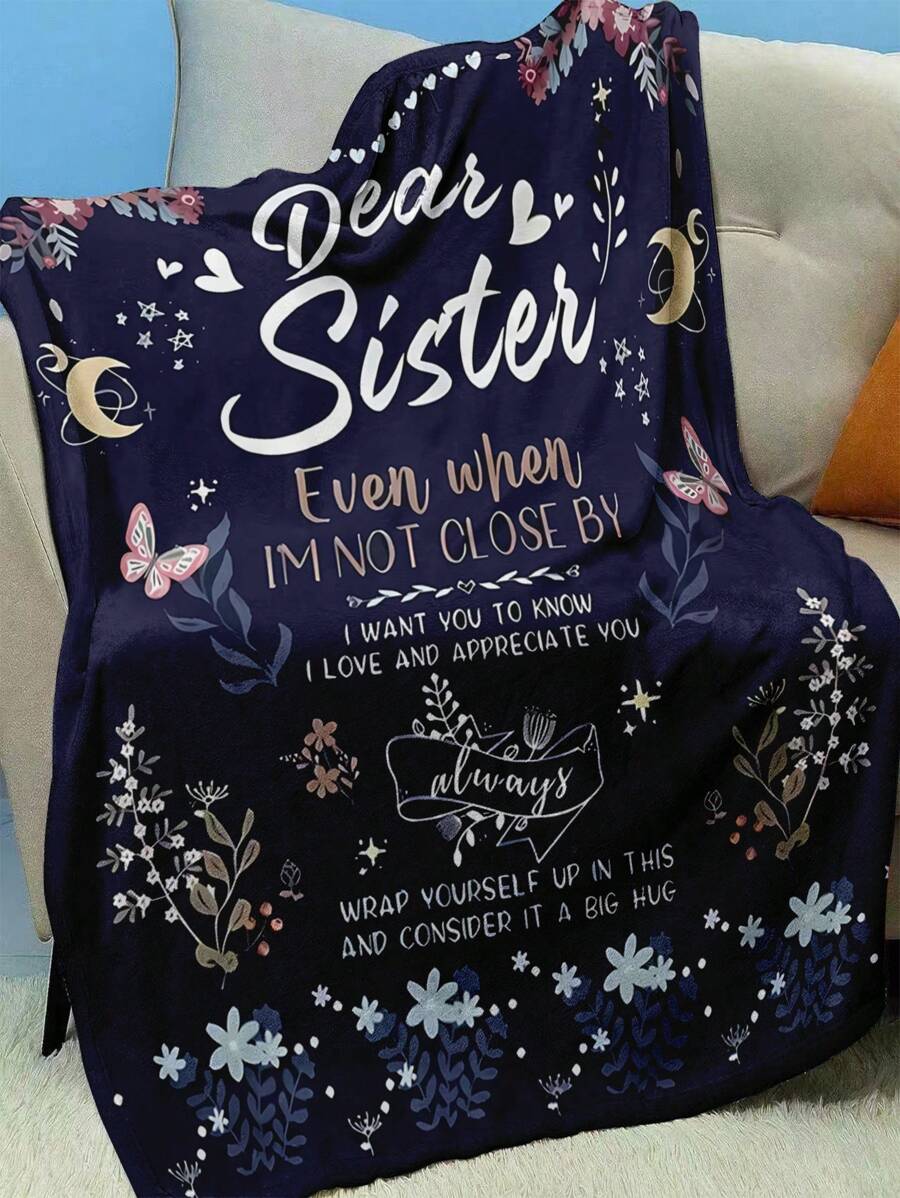 Dear
Sister
Even when
IM NOT CLOSE BY
I WANT YOU TO KNOW
I LOVE AND APPRECIATE YOU
always
WRAP YOURSELF UP IN THIS
AND CONSIDER IT A BIG HUG